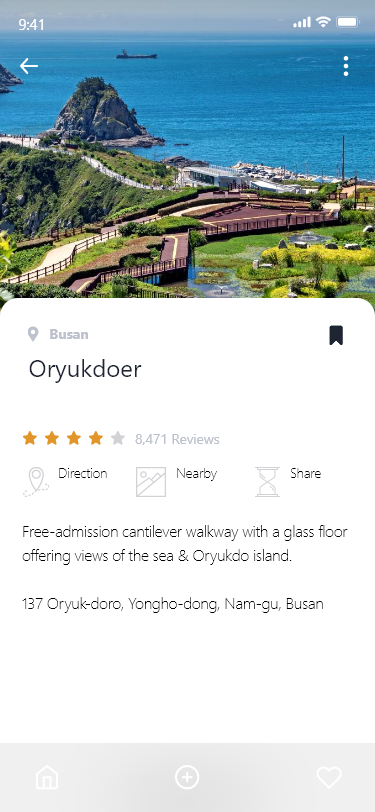 9:41
Busan
Oryukdoer
8,471 Reviews
Direction
Nearby
Share
Free-admission cantilever walkway with a glass floor
offering views of the sea & Oryukdo island.
137 Oryuk-doro, Yongho-dong, Nam-gu, Busan